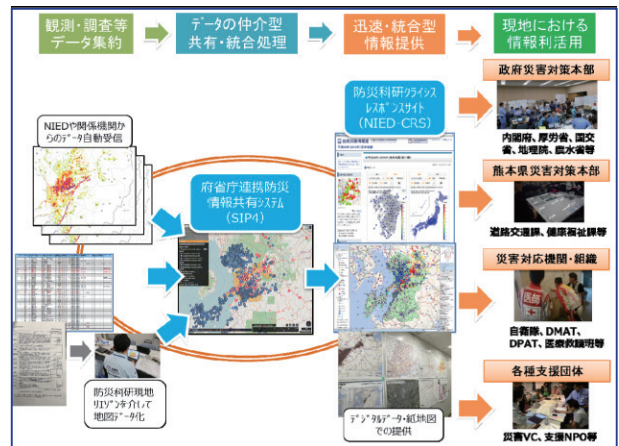 観測・調査等
データ集約
データの仲介型
共有・統合処理
迅速・統合型
情報提供
現地における
情報利活用
NIEDや関係機関か
らのデータ自動受信
府省庁連携防災
情報共有システム
(SIP4)
防災科研現地
リエゾンを介して
地図データ化
防災科研クライシス
レスポンスサイト
(NIED-CRS)
デジタルデータ・紙地図
での提供
政府災害対策本部
内閣府、厚労省、国交
省、地理院、農水省等
熊本県災害対策本部
道路交通課、健康福祉課等
災害対応機関・組織
医師
自衛隊、DMAT、
DPAT、医療救護班等
各種支援団体
災害VC、支援NPO等